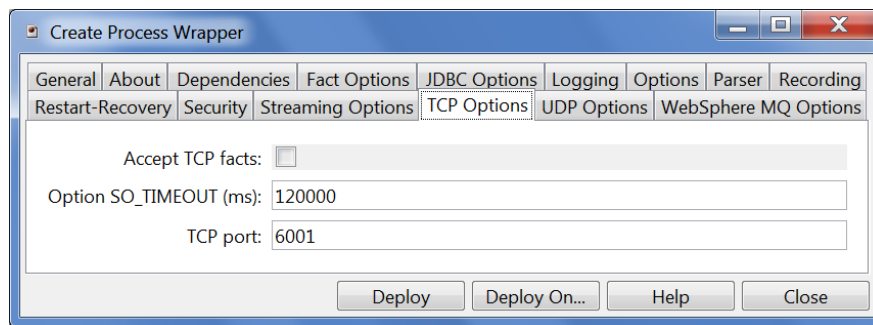 Create Process Wrapper
General About Dependencies Fact Options JDBC Options Logging Options Parser Recording
Restart-Recovery Security Streaming Options TCP Options UDP Options WebSphere MQ Options
Accept TCP facts:
Option SO_TIMEOUT (ms): 120000
TCP port: 6001
Deploy Deploy On... Help Close